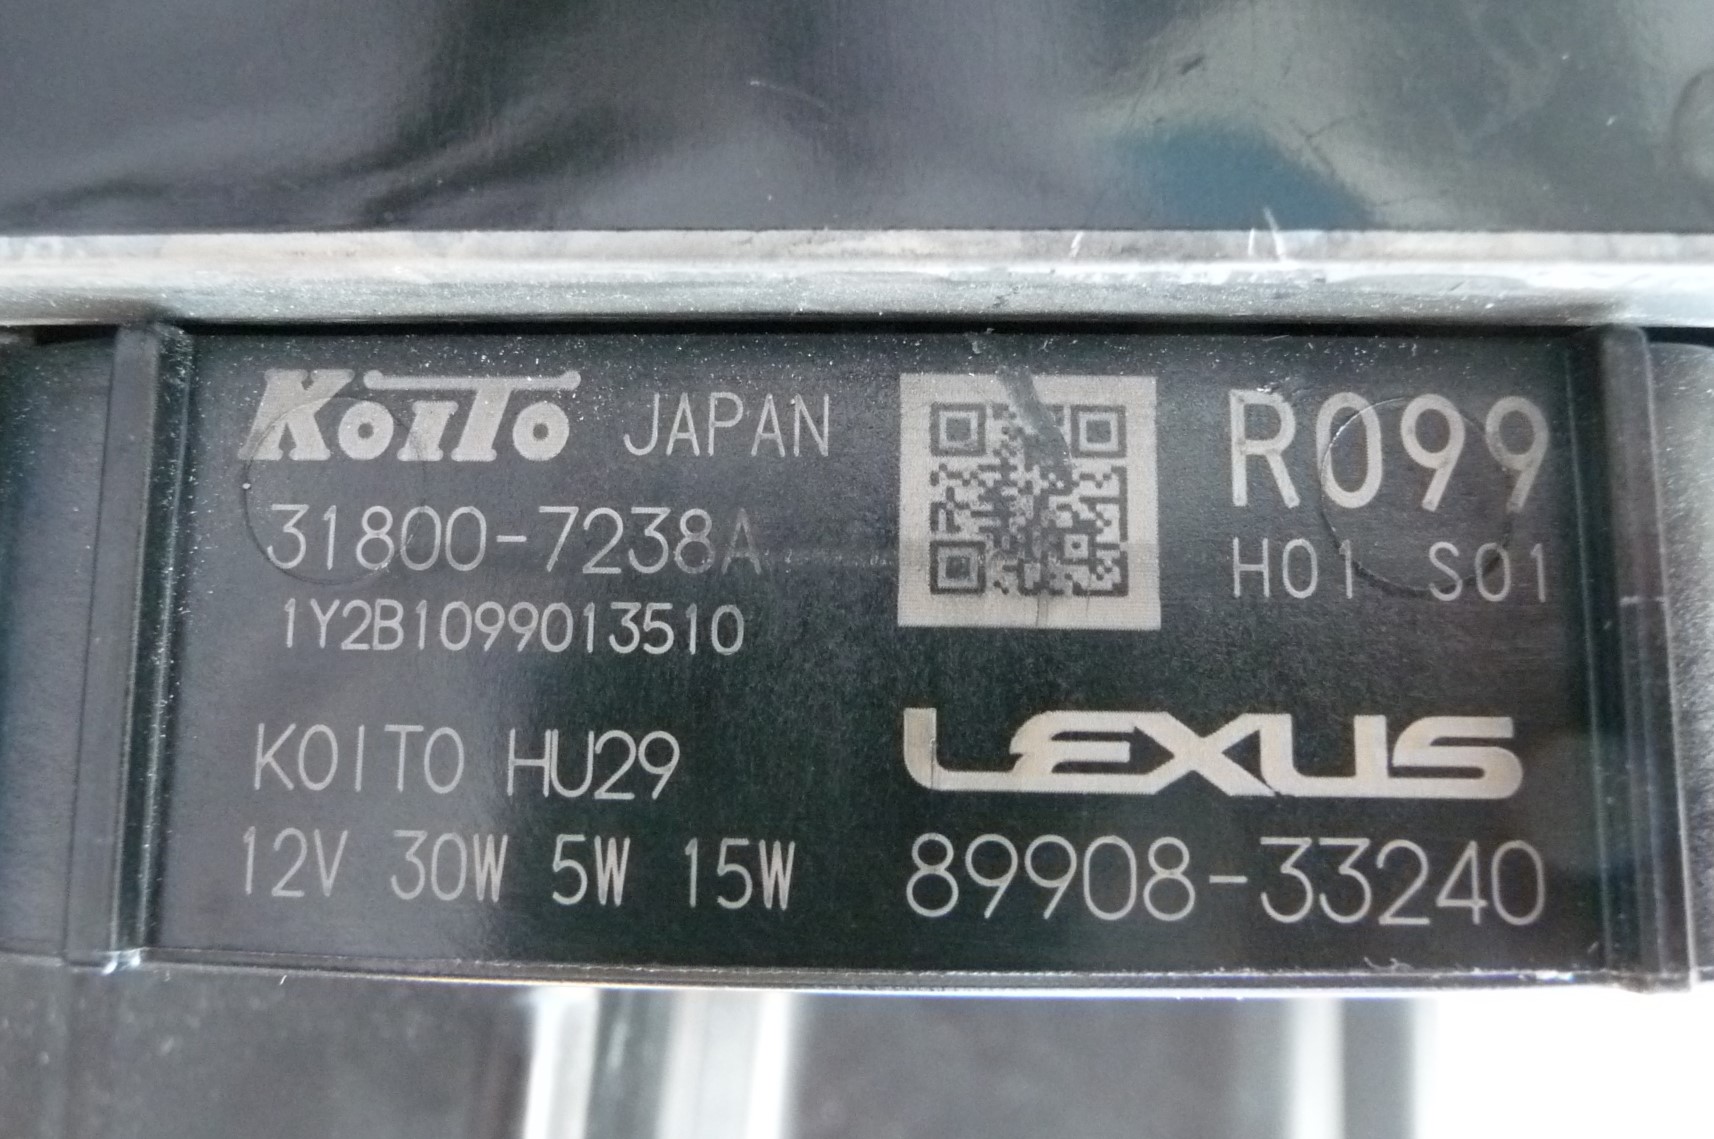 KOITO JAPAN
31800-7238A
1Y2B1099013510
R099
H01 S01
KOITO HU29
12V 30W 5W 15W
LEXUS
89908-33240